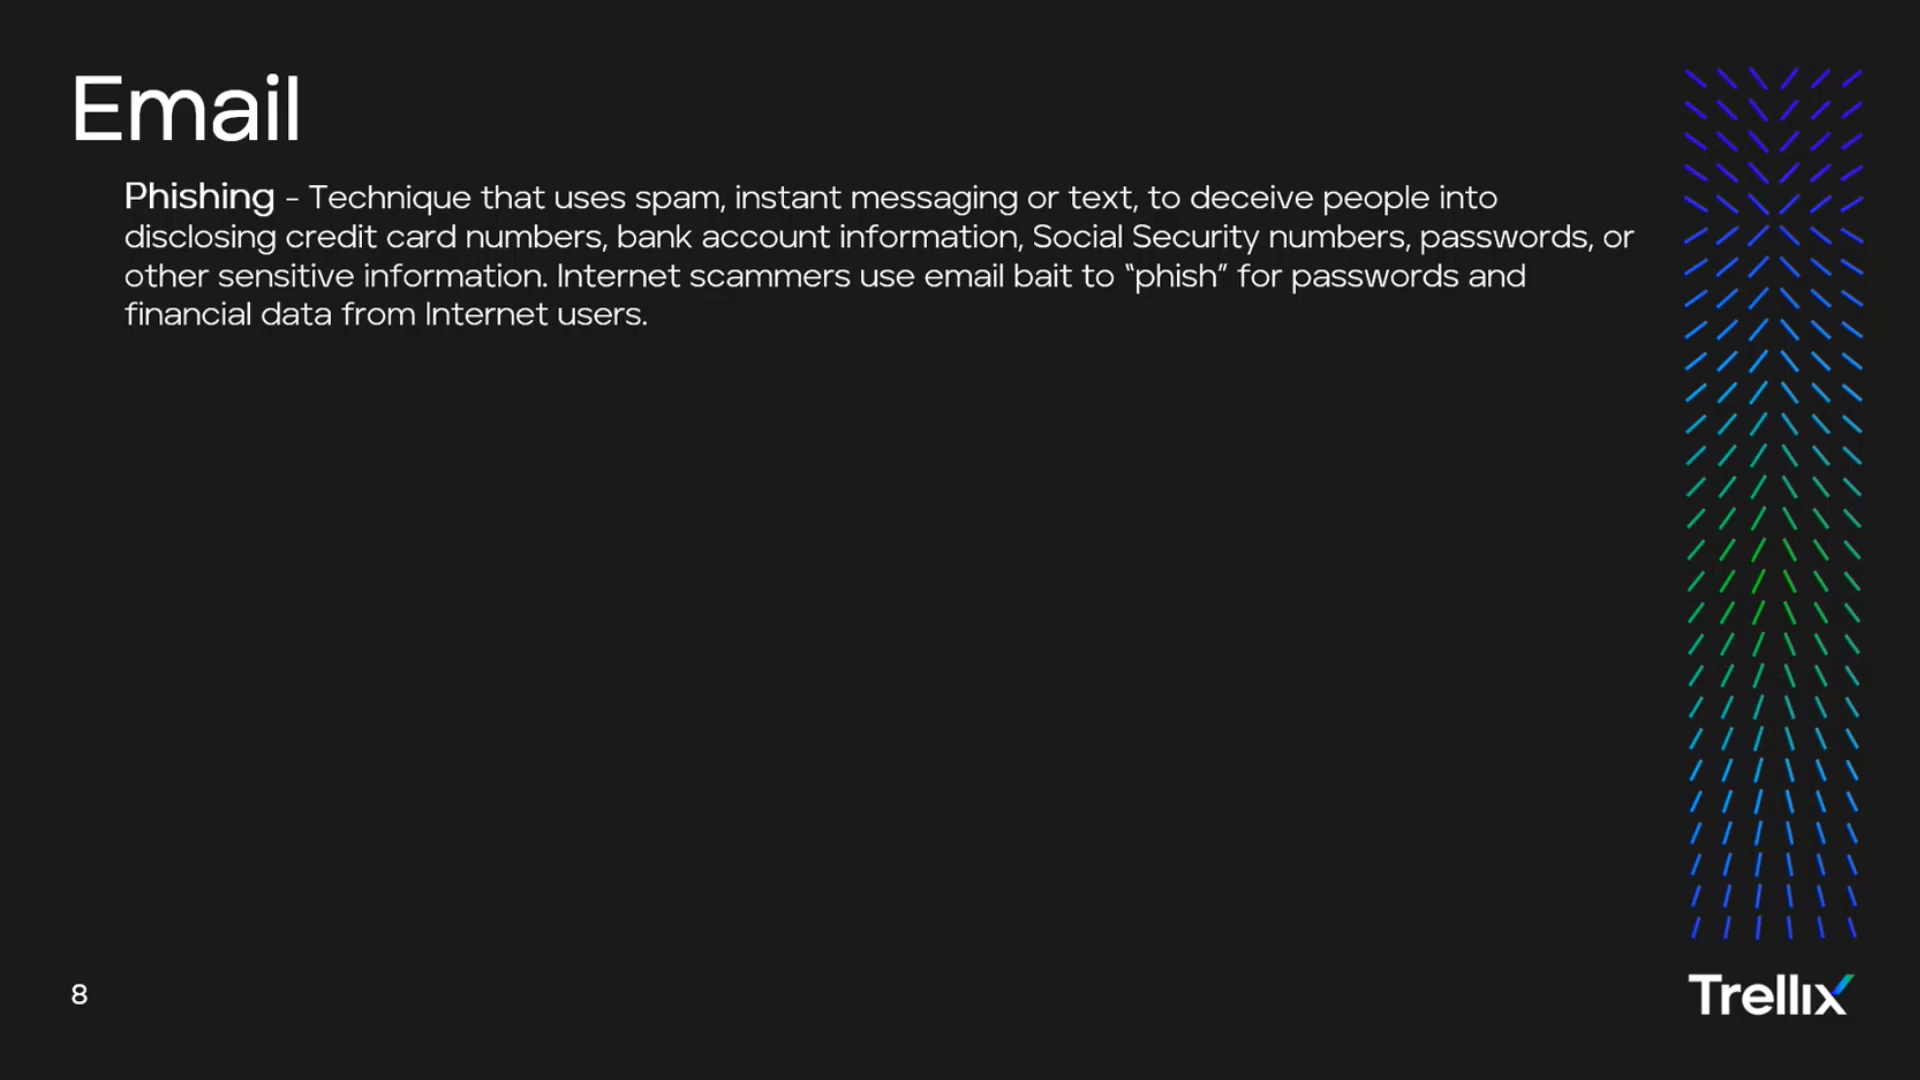 Email
Phishing - Technique that uses spam, instant messaging or text, to deceive people into
disclosing credit card numbers, bank account information, Social Security numbers, passwords, or
other sensitive information. Internet scammers use email bait to “phish” for passwords and
financial data from Internet users.
8
Trellix